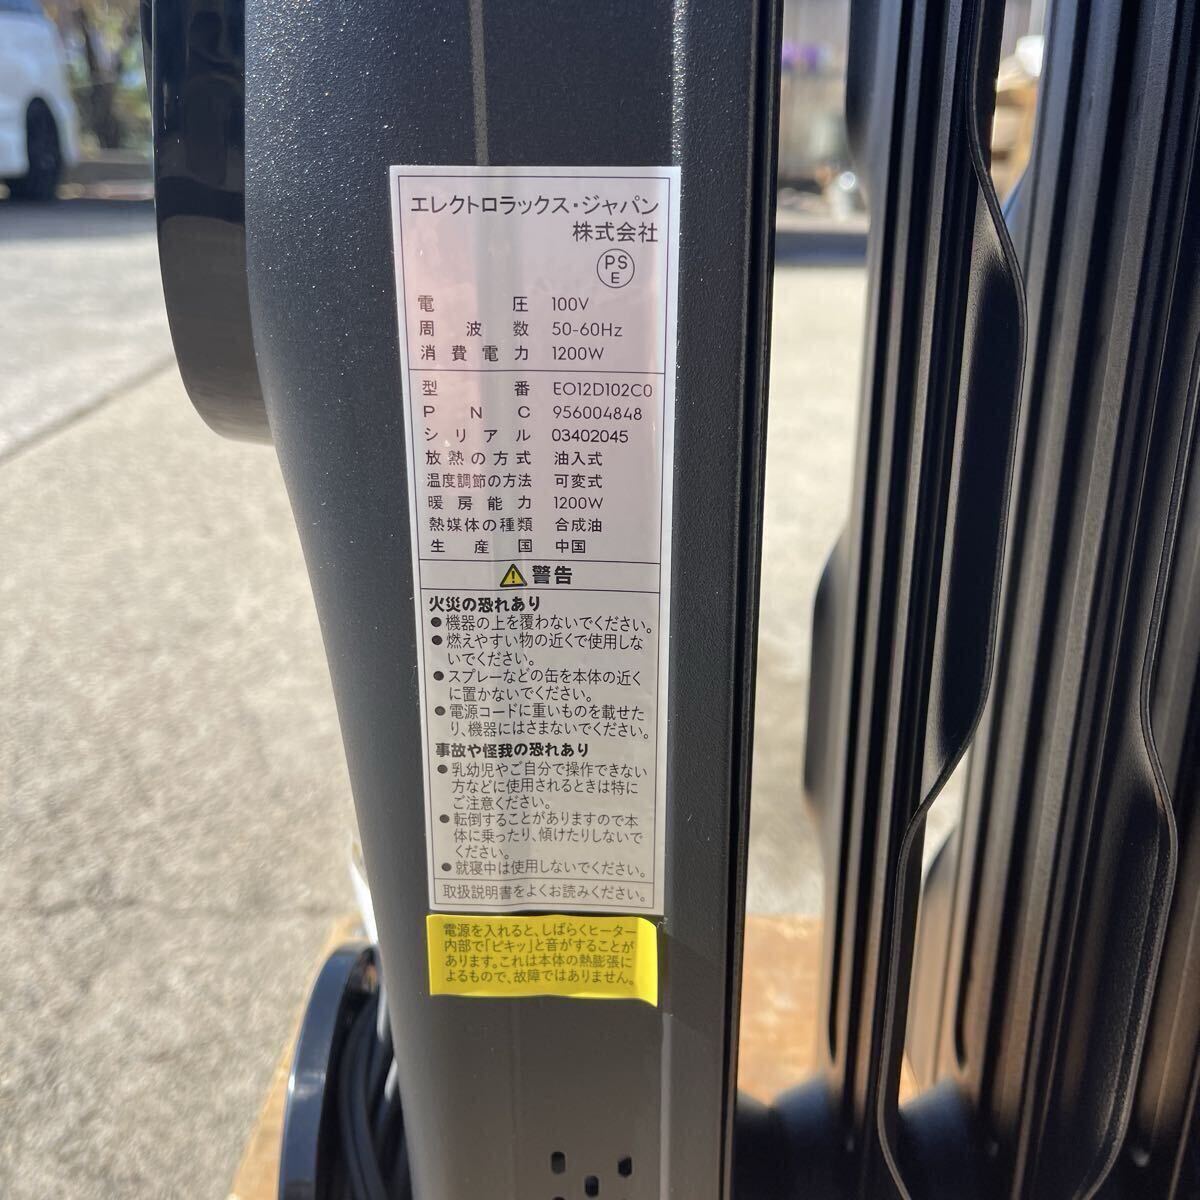 エレクトロラックス・ジャパン
株式会社
PS
E
電圧 100V
周波数 50-60Hz
消費電力 1200W
型番 EO12D102C0
PNC 956004848
シリアル 03402045
放熱の方式 油入式
温度調節の方法 可変式
暖房能力 1200W
熱媒体の種類 合成油
生産国 中国
警告
火災の恐れあり
●機器の上を覆わないでください。
●燃えやすい物の近くで使用しな
いでください。
●スプレーなどの缶を本体の近く
に置かないでください。
●電源コードに重いものを載せた
り、機器にはさまないでください。
事故や怪我の恐れあり
●乳幼児やご自分で操作できない
方などに使用されるときは特に
ご注意ください。
●転倒することがありますので本
体に乗ったり、傾けたりしないで
ください。
●就寝中は使用しないでください。
取扱説明書をよくお読みください。
電源を入れると、しばらくヒーター
内部で「ピキッ」と音がすることが
あります。これは本体の熱膨張に
よるもので、故障ではありません。